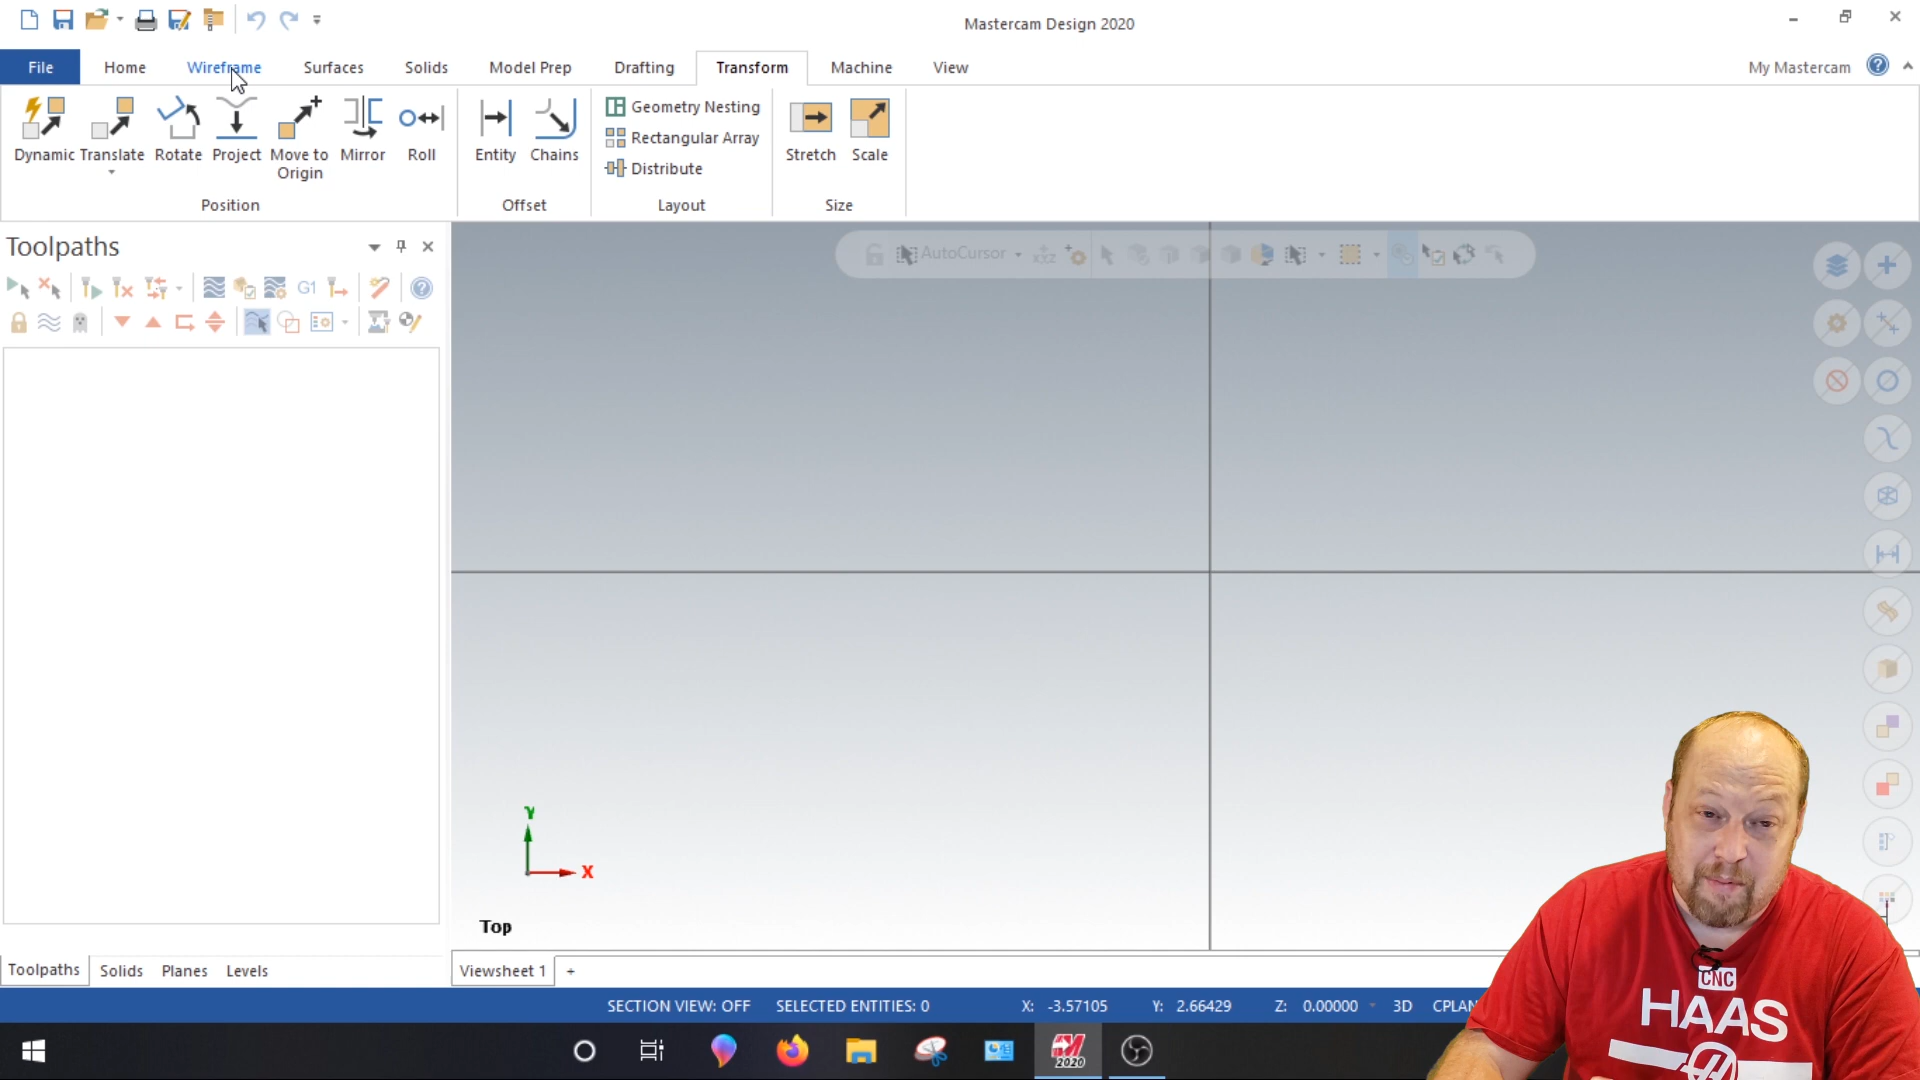 Mastercam Design 2020
File Home Wireframe Surfaces Solids Model Prep Drafting Transform Machine View My Mastercam
Dynamic Translate Rotate Project Move to Origin Mirror Roll
Position
Entity Chains
Offset
Geometry Nesting
Rectangular Array
Distribute
Layout
Stretch Scale
Size
Toolpaths
G1
AutoCursor
xyz
Y
X
Top
Toolpaths Solids Planes Levels
Viewsheet 1 +
SECTION VIEW: OFF SELECTED ENTITIES: 0 X: -3.57105 Y: 2.66429 Z: 0.00000 3D CPLAN
2020
CNC
HAAS